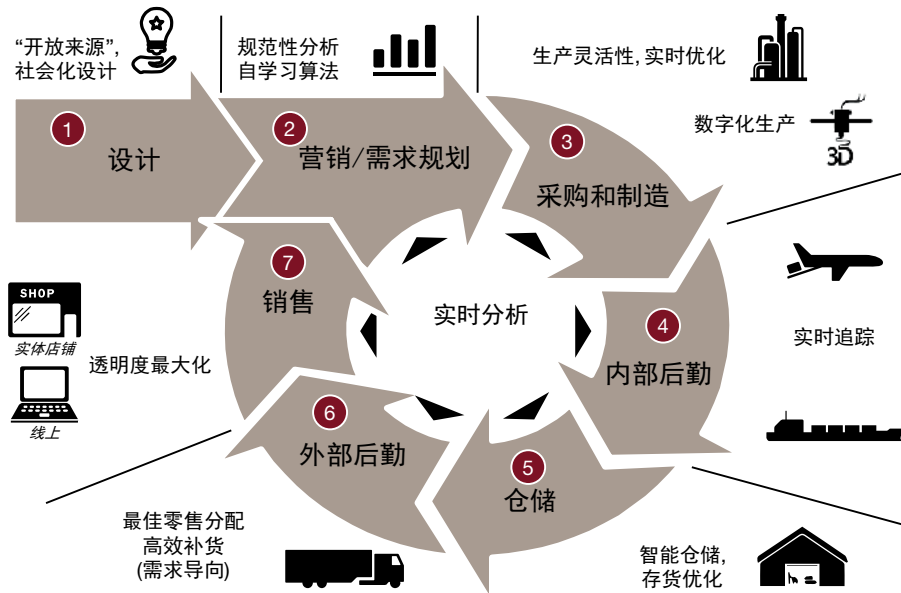 “开放来源”,
社会化设计
规范性分析
自学习算法
生产灵活性, 实时优化
数字化生产
3D
1
设计
2
营销/需求规划
3
采购和制造
4
内部后勤
实时追踪
5
仓储
智能仓储,
存货优化
6
外部后勤
最佳零售分配
高效补货
(需求导向)
7
销售
SHOP
实体店铺
透明度最大化
线上
实时分析